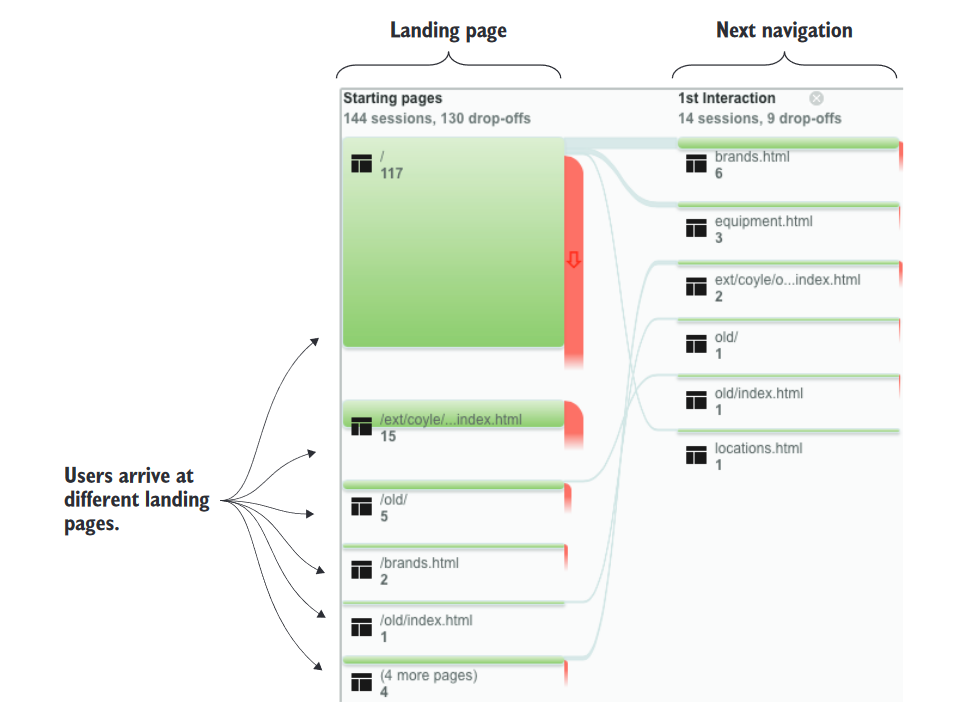 Landing page
Next navigation
Starting pages
144 sessions, 130 drop-offs
1st Interaction
14 sessions, 9 drop-offs
/
117
/ext/coyle/...index.html
15
/old/
5
/brands.html
2
/old/index.html
1
(4 more pages)
4
brands.html
6
equipment.html
3
ext/coyle/o...index.html
2
old/
1
old/index.html
1
locations.html
1
Users arrive at
different landing
pages.